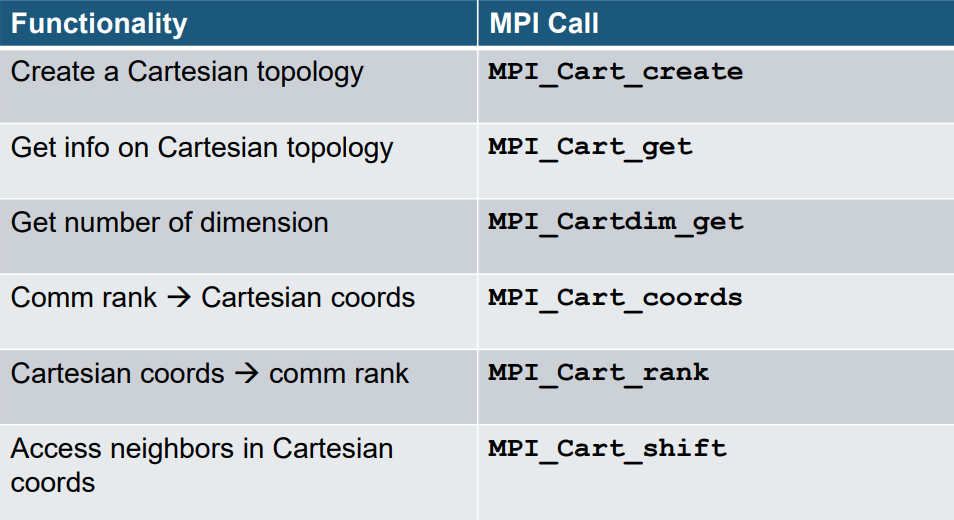 Functionality
MPI Call
Create a Cartesian topology
MPI_Cart_create
Get info on Cartesian topology
MPI_Cart_get
Get number of dimension
MPI_Cartdim_get
Comm rank → Cartesian coords
MPI_Cart_coords
Cartesian coords → comm rank
MPI_Cart_rank
Access neighbors in Cartesian
coords
MPI_Cart_shift